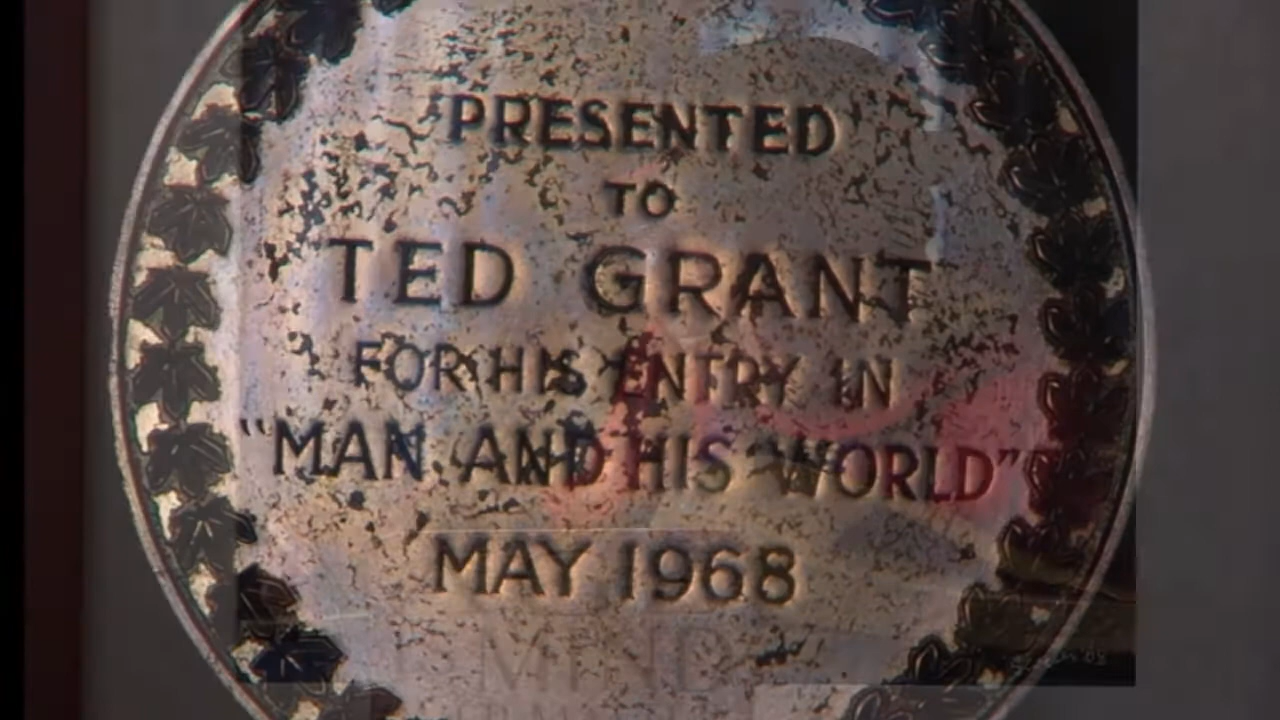 PRESENTED
TO
TED GRANT
FOR HIS ENTRY IN
"MAN AND HIS WORLD"
MAY 1968